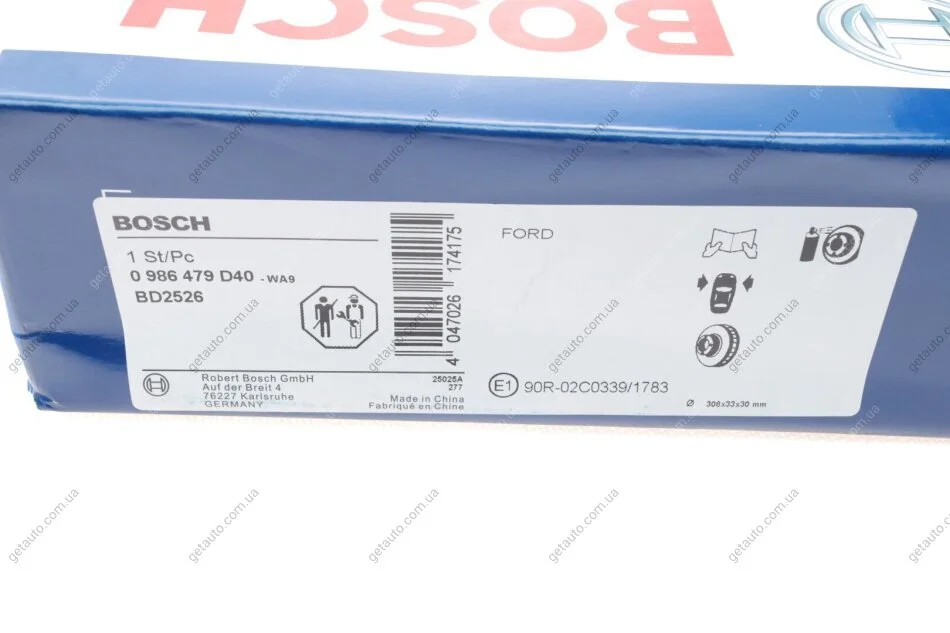 BOSCH
BOSCH
1 St/Pc
0 986 479 D40 - WA9
BD2526
4 047026 174175
FORD
Robert Bosch GmbH
Auf der Breit 4
76227 Karlsruhe
GERMANY
25025A
277
Made in China
Fabriqué en Chine
E1 90R-02C0339/1783
Ø 308x33x30 mm
getauto.com.ua